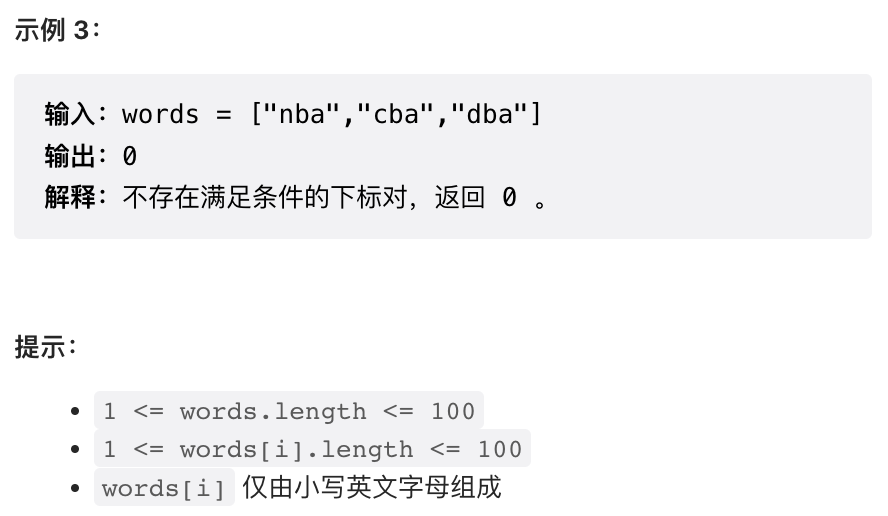 示例 3：
输入：words = ["nba","cba","dba"]
输出：0
解释：不存在满足条件的下标对，返回 0 。
提示：
1 <= words.length <= 100
1 <= words[i].length <= 100
words[i] 仅由小写英文字母组成